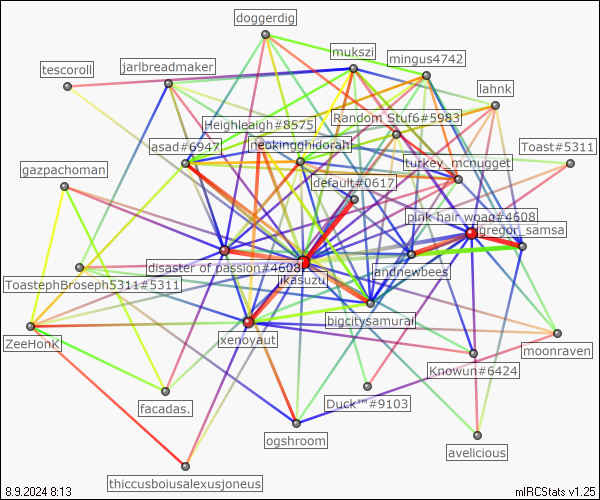 doggerdig
mukszi
mingus4742
jarlbreadmaker
tescoroll
lahnk
Random Stuf6#5983
Heighleaigh#8575
neokingghidorah
asad#6947
Toast#5311
turkey_mcnugget
gazpachoman
default#0617
pink hair woag#4608
gregor_samsa
disaster of passion#4608
andnewbees
ikasuzu
ToastephBroseph5311#5311
bigcitysamurai
xenoyaut
ZeeHonK
moonraven
Knowun#6424
Duck™#9103
facadas.
ogshroom
avelicious
thiccusboiusalexusjoneus
8.9.2024 8:13
mIRCStats v1.25